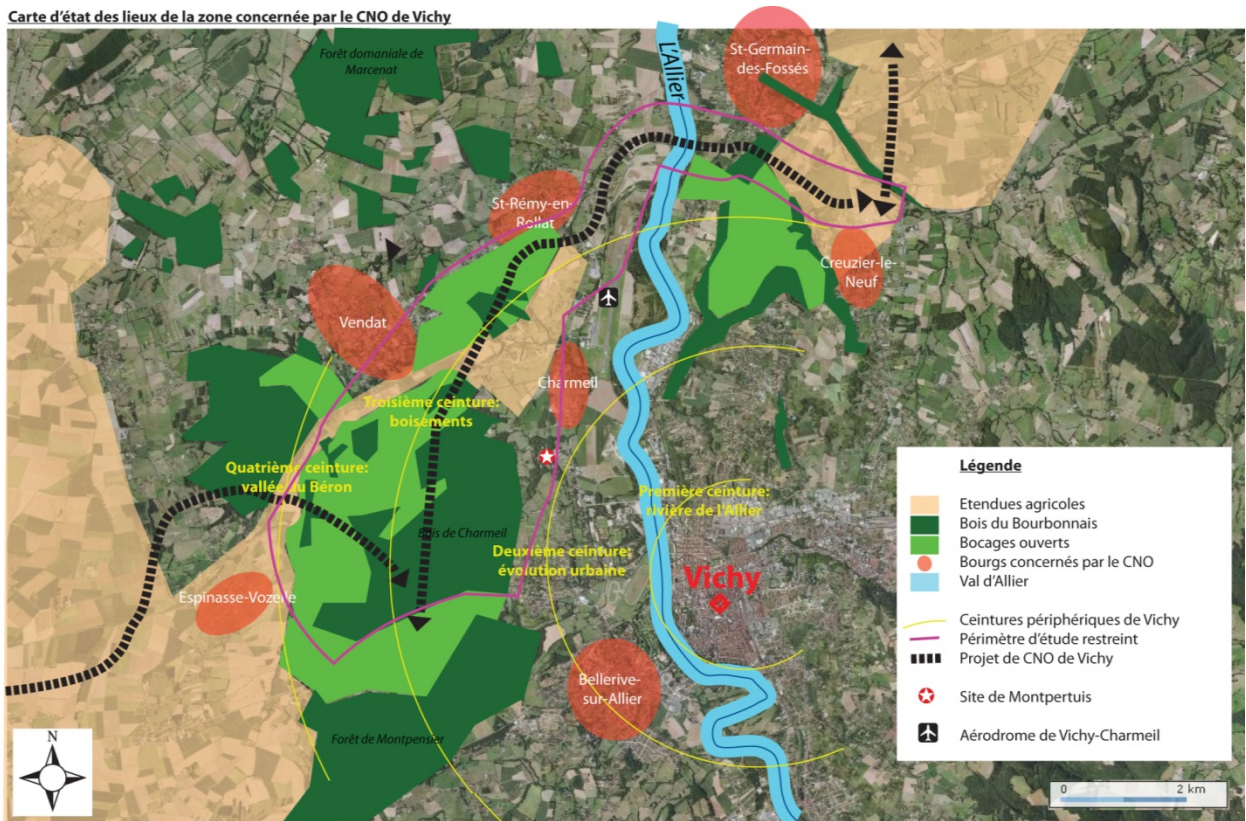 Carte d'état des lieux de la zone concernée par le CNO de Vichy
Forêt domaniale de
Marcenat
L'Allier
St-Germain-
des-Fossés
St-Rémy-en-
Rollat
Creuzier-le-
Neuf
Vendat
Charmeil
Troisième ceinture:
boisements
Quatrième ceinture:
vallée du Béron
Première ceinture:
rivière de l'Allier
Bois de Charmeil
Deuxième ceinture:
évolution urbaine
Vichy
Espinasse-Vozelle
Bellerive-
sur-Allier
Forêt de Montpensier
N
Légende
Etendues agricoles
Bois du Bourbonnais
Bocages ouverts
Bourgs concernés par le CNO
Val d'Allier
Ceintures périphériques de Vichy
Périmètre d'étude restreint
Projet de CNO de Vichy
Site de Montpertuis
Aérodrome de Vichy-Charmeil
0 2 km